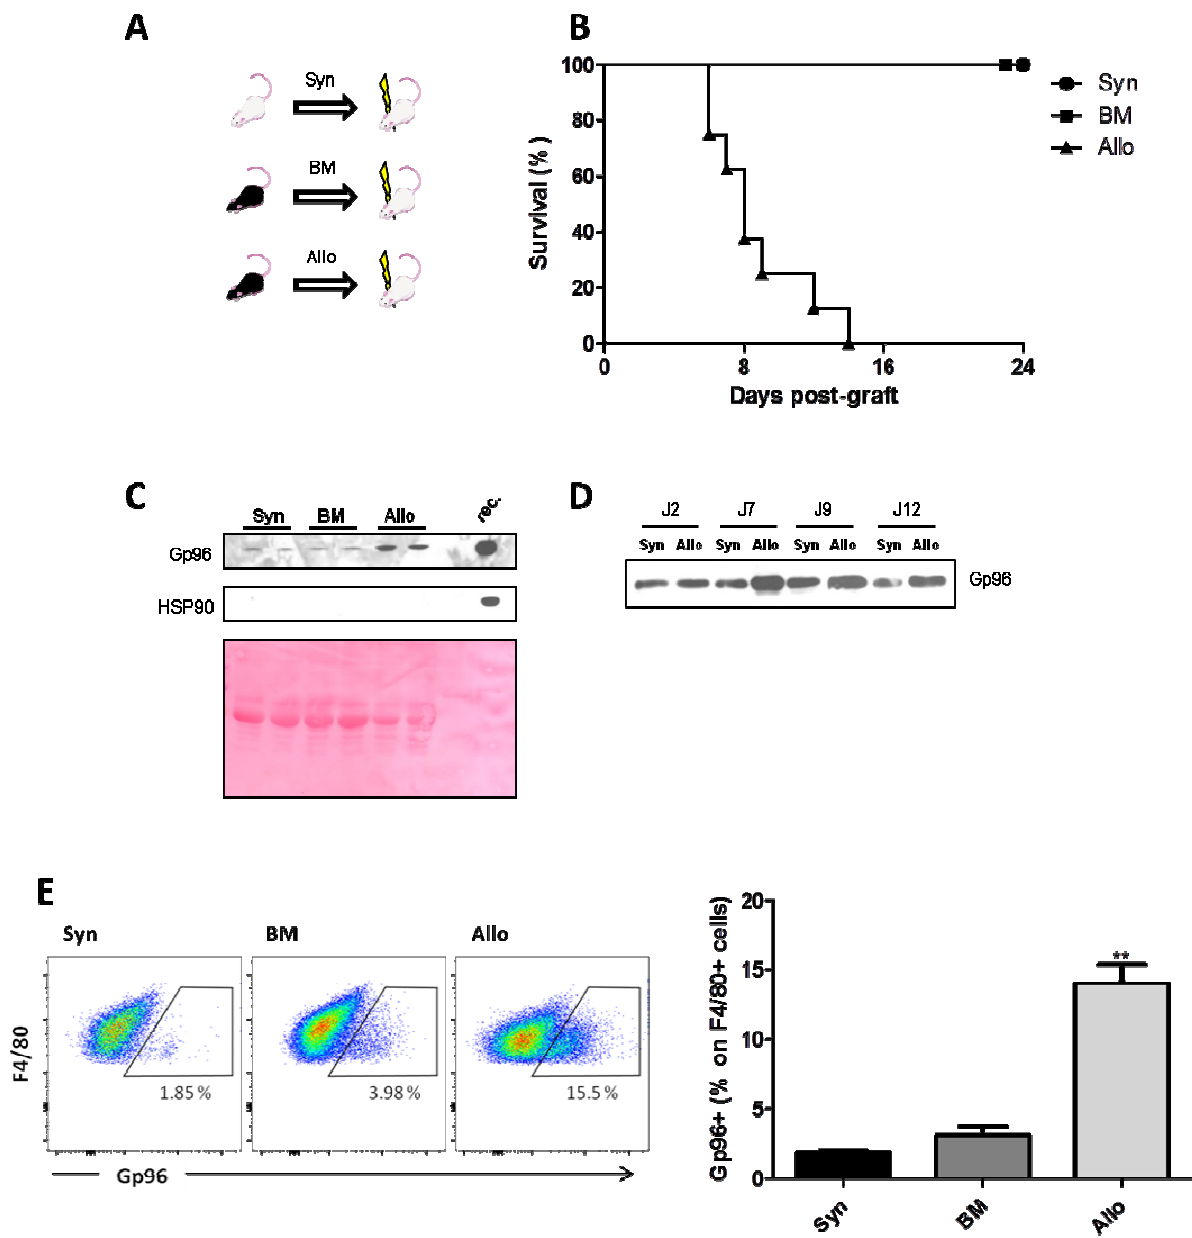 A
Syn
BM
Allo
B
Survival (%)
100
80
60
40
20
0
0 8 16 24
Days post-graft
Syn
BM
Allo
C
Syn BM Allo rec.
Gp96
HSP90
D
J2 J7 J9 J12
Syn Allo Syn Allo Syn Allo Syn Allo
Gp96
E
Syn BM Allo
F4/80
1.85% 3.98% 15.5%
Gp96
Gp96+ (% on F4/80+ cells)
20
15
10
5
0
**
Syn BM Allo